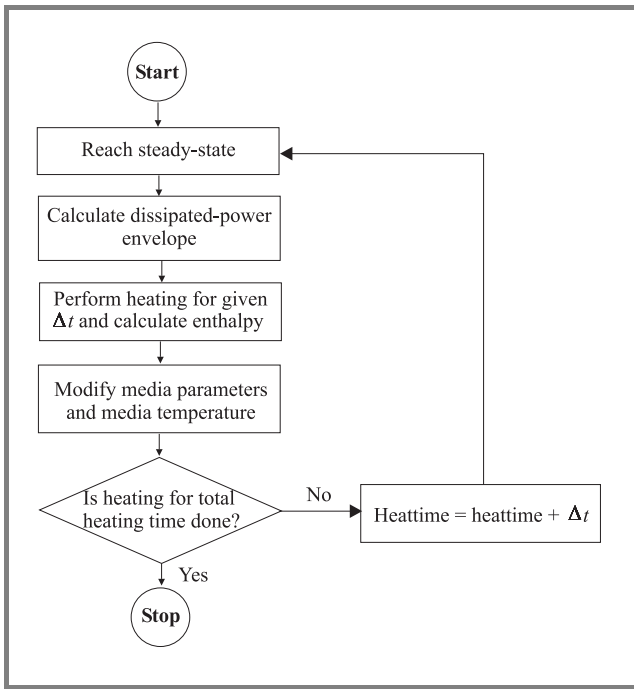 Start
Reach steady-state
Calculate dissipated-power
envelope
Perform heating for given
Δt and calculate enthalpy
Modify media parameters
and media temperature
Is heating for total
heating time done?
No
Heattime = heattime + Δt
Yes
Stop